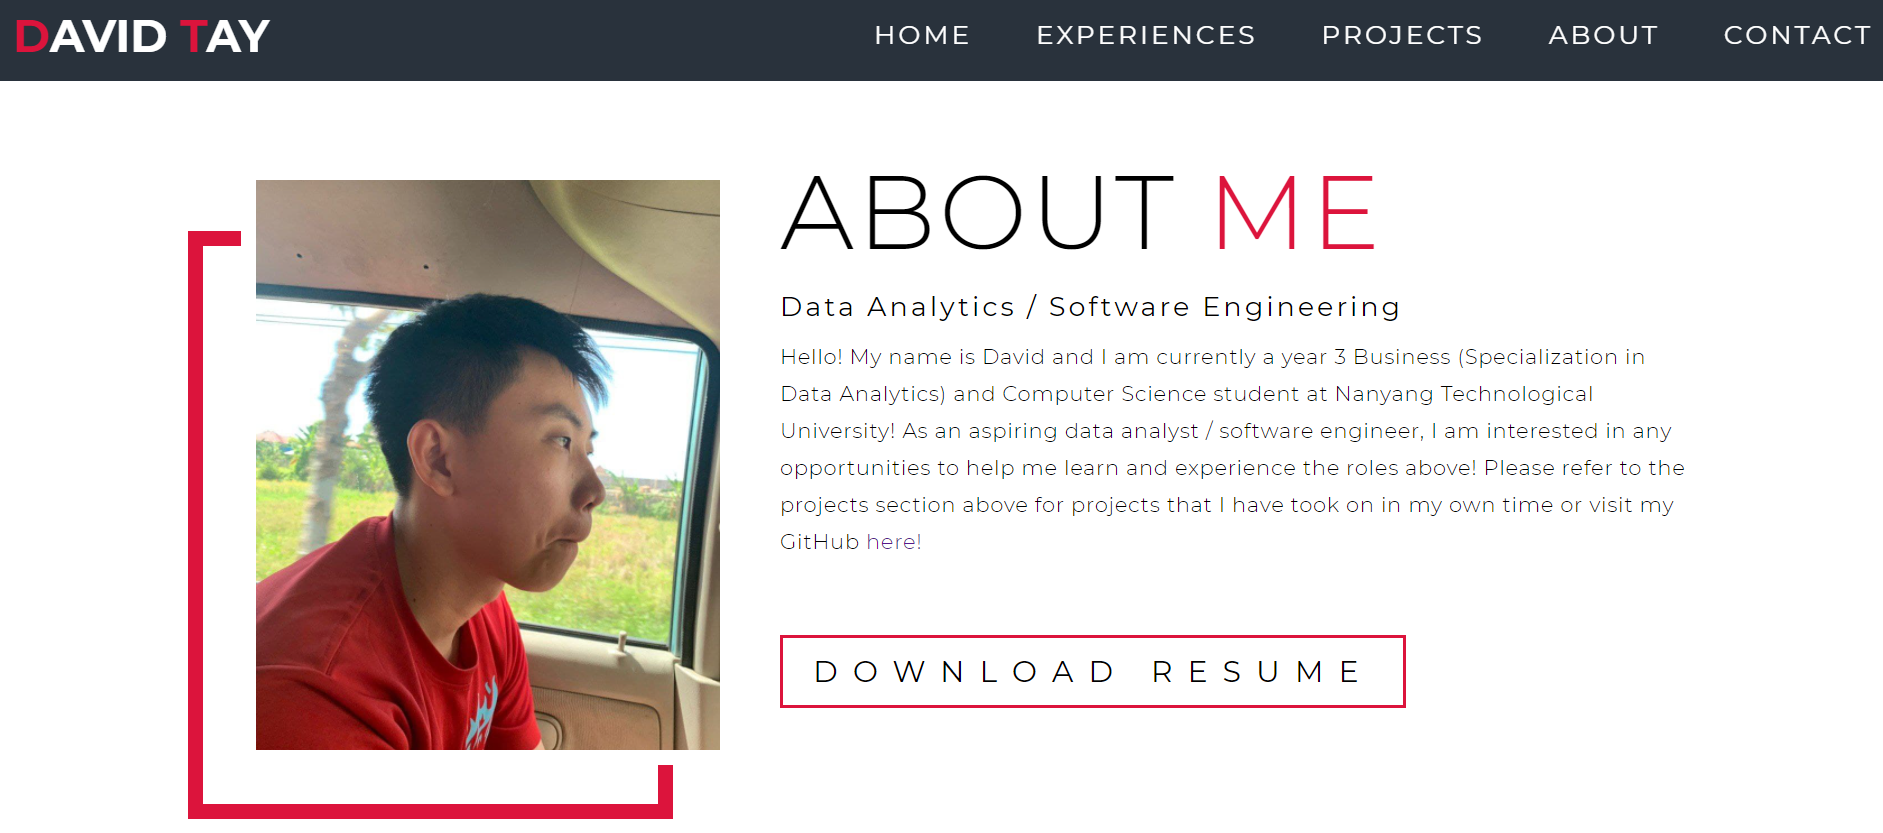 DAVID TAY
HOME EXPERIENCES PROJECTS ABOUT CONTACT
ABOUT ME
Data Analytics / Software Engineering
Hello! My name is David and I am currently a year 3 Business (Specialization in
Data Analytics) and Computer Science student at Nanyang Technological
University! As an aspiring data analyst / software engineer, I am interested in any
opportunities to help me learn and experience the roles above! Please refer to the
projects section above for projects that I have took on in my own time or visit my
GitHub here!
DOWNLOAD RESUME